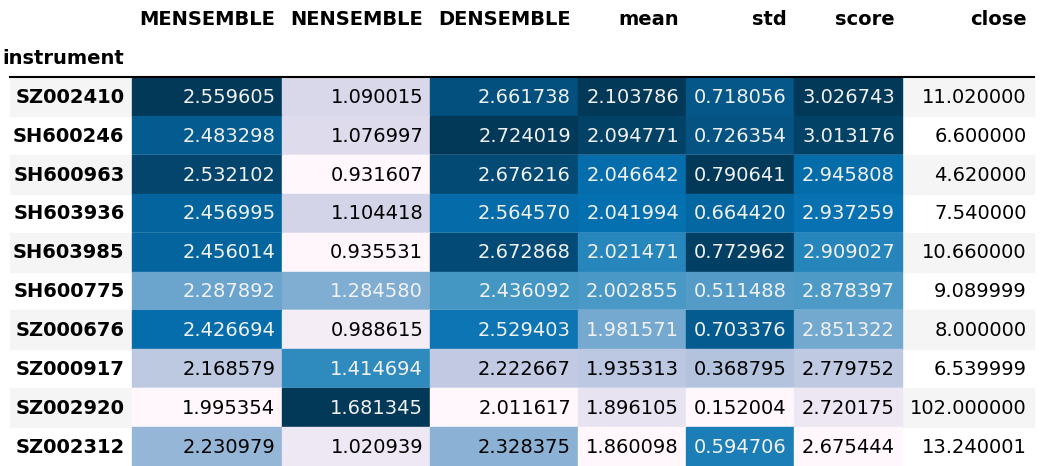 MENSEMBLE NENSEMBLE DENSEMBLE mean std score close
instrument
SZ002410 2.559605 1.090015 2.661738 2.103786 0.718056 3.026743 11.020000
SH600246 2.483298 1.076997 2.724019 2.094771 0.726354 3.013176 6.600000
SH600963 2.532102 0.931607 2.676216 2.046642 0.790641 2.945808 4.620000
SH603936 2.456995 1.104418 2.564570 2.041994 0.664420 2.937259 7.540000
SH603985 2.456014 0.935531 2.672868 2.021471 0.772962 2.909027 10.660000
SH600775 2.287892 1.284580 2.436092 2.002855 0.511488 2.878397 9.089999
SZ000676 2.426694 0.988615 2.529403 1.981571 0.703376 2.851322 8.000000
SZ000917 2.168579 1.414694 2.222667 1.935313 0.368795 2.779752 6.539999
SZ002920 1.995354 1.681345 2.011617 1.896105 0.152004 2.720175 102.000000
SZ002312 2.230979 1.020939 2.328375 1.860098 0.594706 2.675444 13.240001